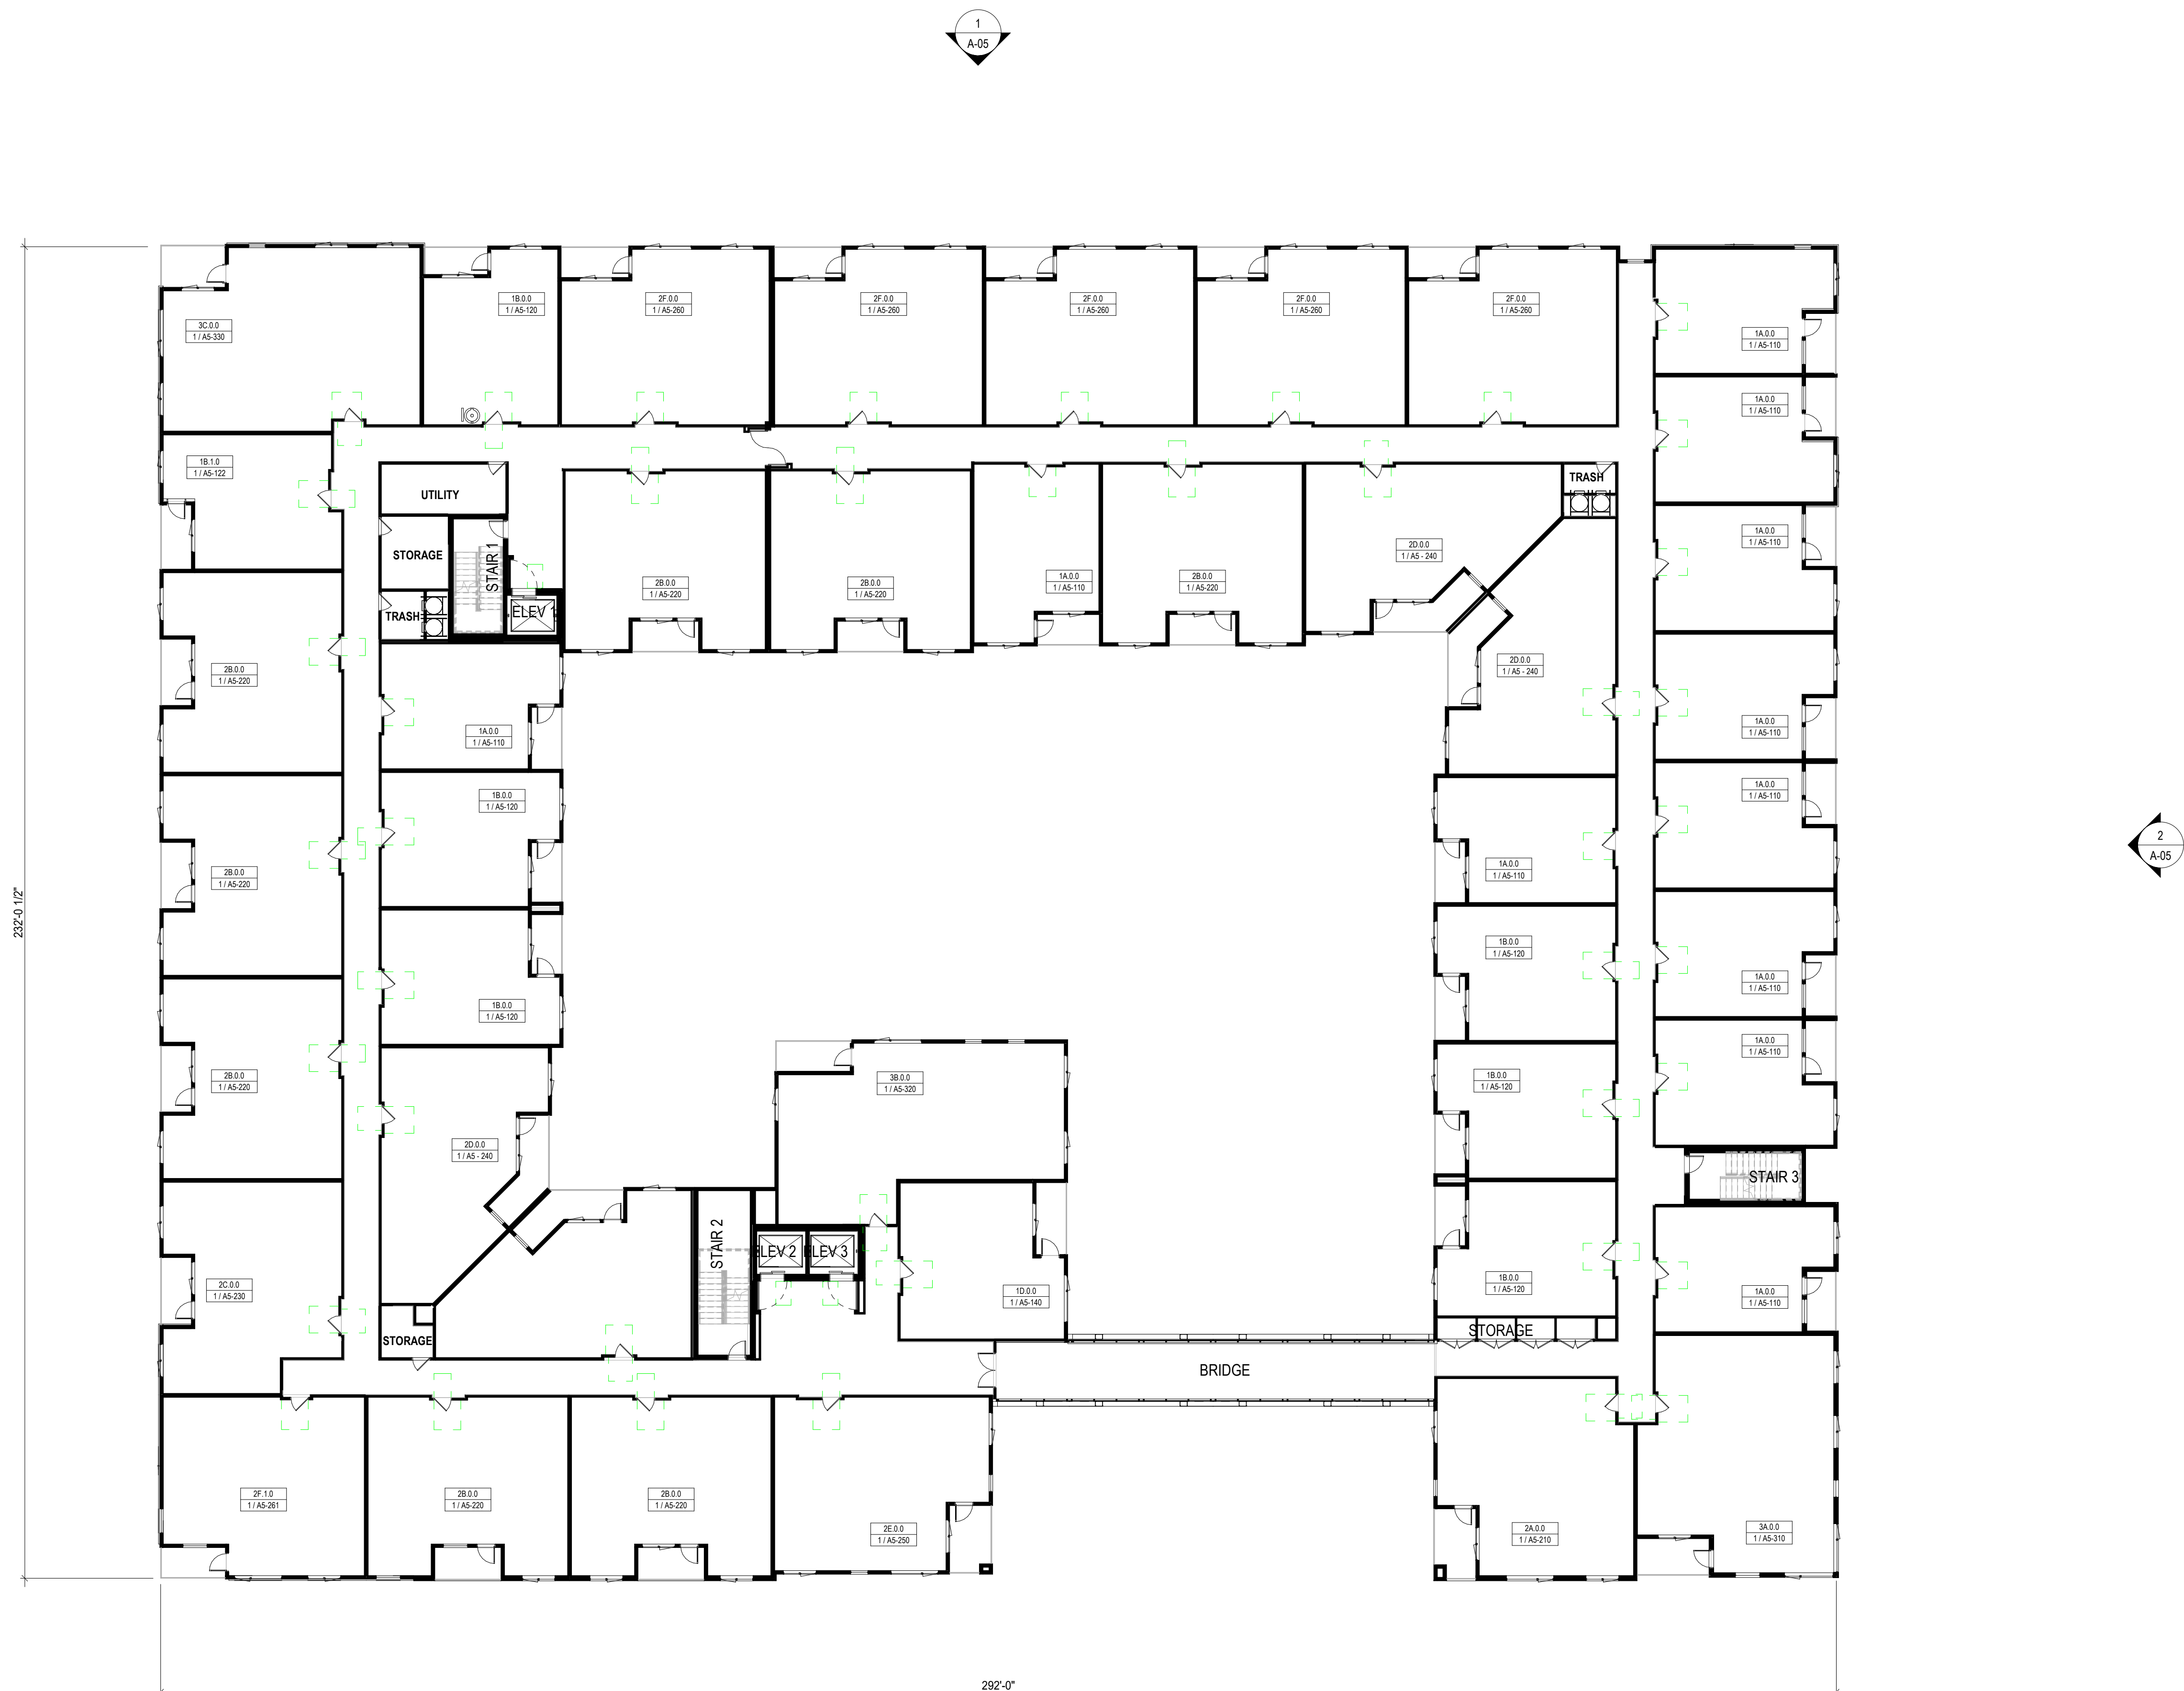 1
A-05
3C.0.0
1 / A5-330
1B.0.0
1 / A5-120
2F.0.0
1 / A5-260
2F.0.0
1 / A5-260
2F.0.0
1 / A5-260
2F.0.0
1 / A5-260
2F.0.0
1 / A5-260
1A.0.0
1 / A5-110
1A.0.0
1 / A5-110
1B.1.0
1 / A5-122
UTILITY
TRASH
STORAGE
STAIR 1
1A.0.0
1 / A5-110
2D.0.0
1 / A5 - 240
2B.0.0
1 / A5-220
2B.0.0
1 / A5-220
1A.0.0
1 / A5-110
2B.0.0
1 / A5-220
TRASH
ELEV 1
2B.0.0
1 / A5-220
2D.0.0
1 / A5 - 240
1A.0.0
1 / A5-110
1A.0.0
1 / A5-110
1B.0.0
1 / A5-120
1A.0.0
1 / A5-110
2
A-05
2B.0.0
1 / A5-220
1A.0.0
1 / A5-110
232'-0 1/2"
1B.0.0
1 / A5-120
1B.0.0
1 / A5-120
1A.0.0
1 / A5-110
2B.0.0
1 / A5-220
3B.0.0
1 / A5-320
1B.0.0
1 / A5-120
1A.0.0
1 / A5-110
2D.0.0
1 / A5 - 240
STAIR 3
STAIR 2
ELEV 2
ELEV 3
2C.0.0
1 / A5-230
1D.0.0
1 / A5-140
1B.0.0
1 / A5-120
1A.0.0
1 / A5-110
STORAGE
STORAGE
BRIDGE
2F.1.0
1 / A5-261
2B.0.0
1 / A5-220
2B.0.0
1 / A5-220
2E.0.0
1 / A5-250
2A.0.0
1 / A5-210
3A.0.0
1 / A5-310
292'-0"